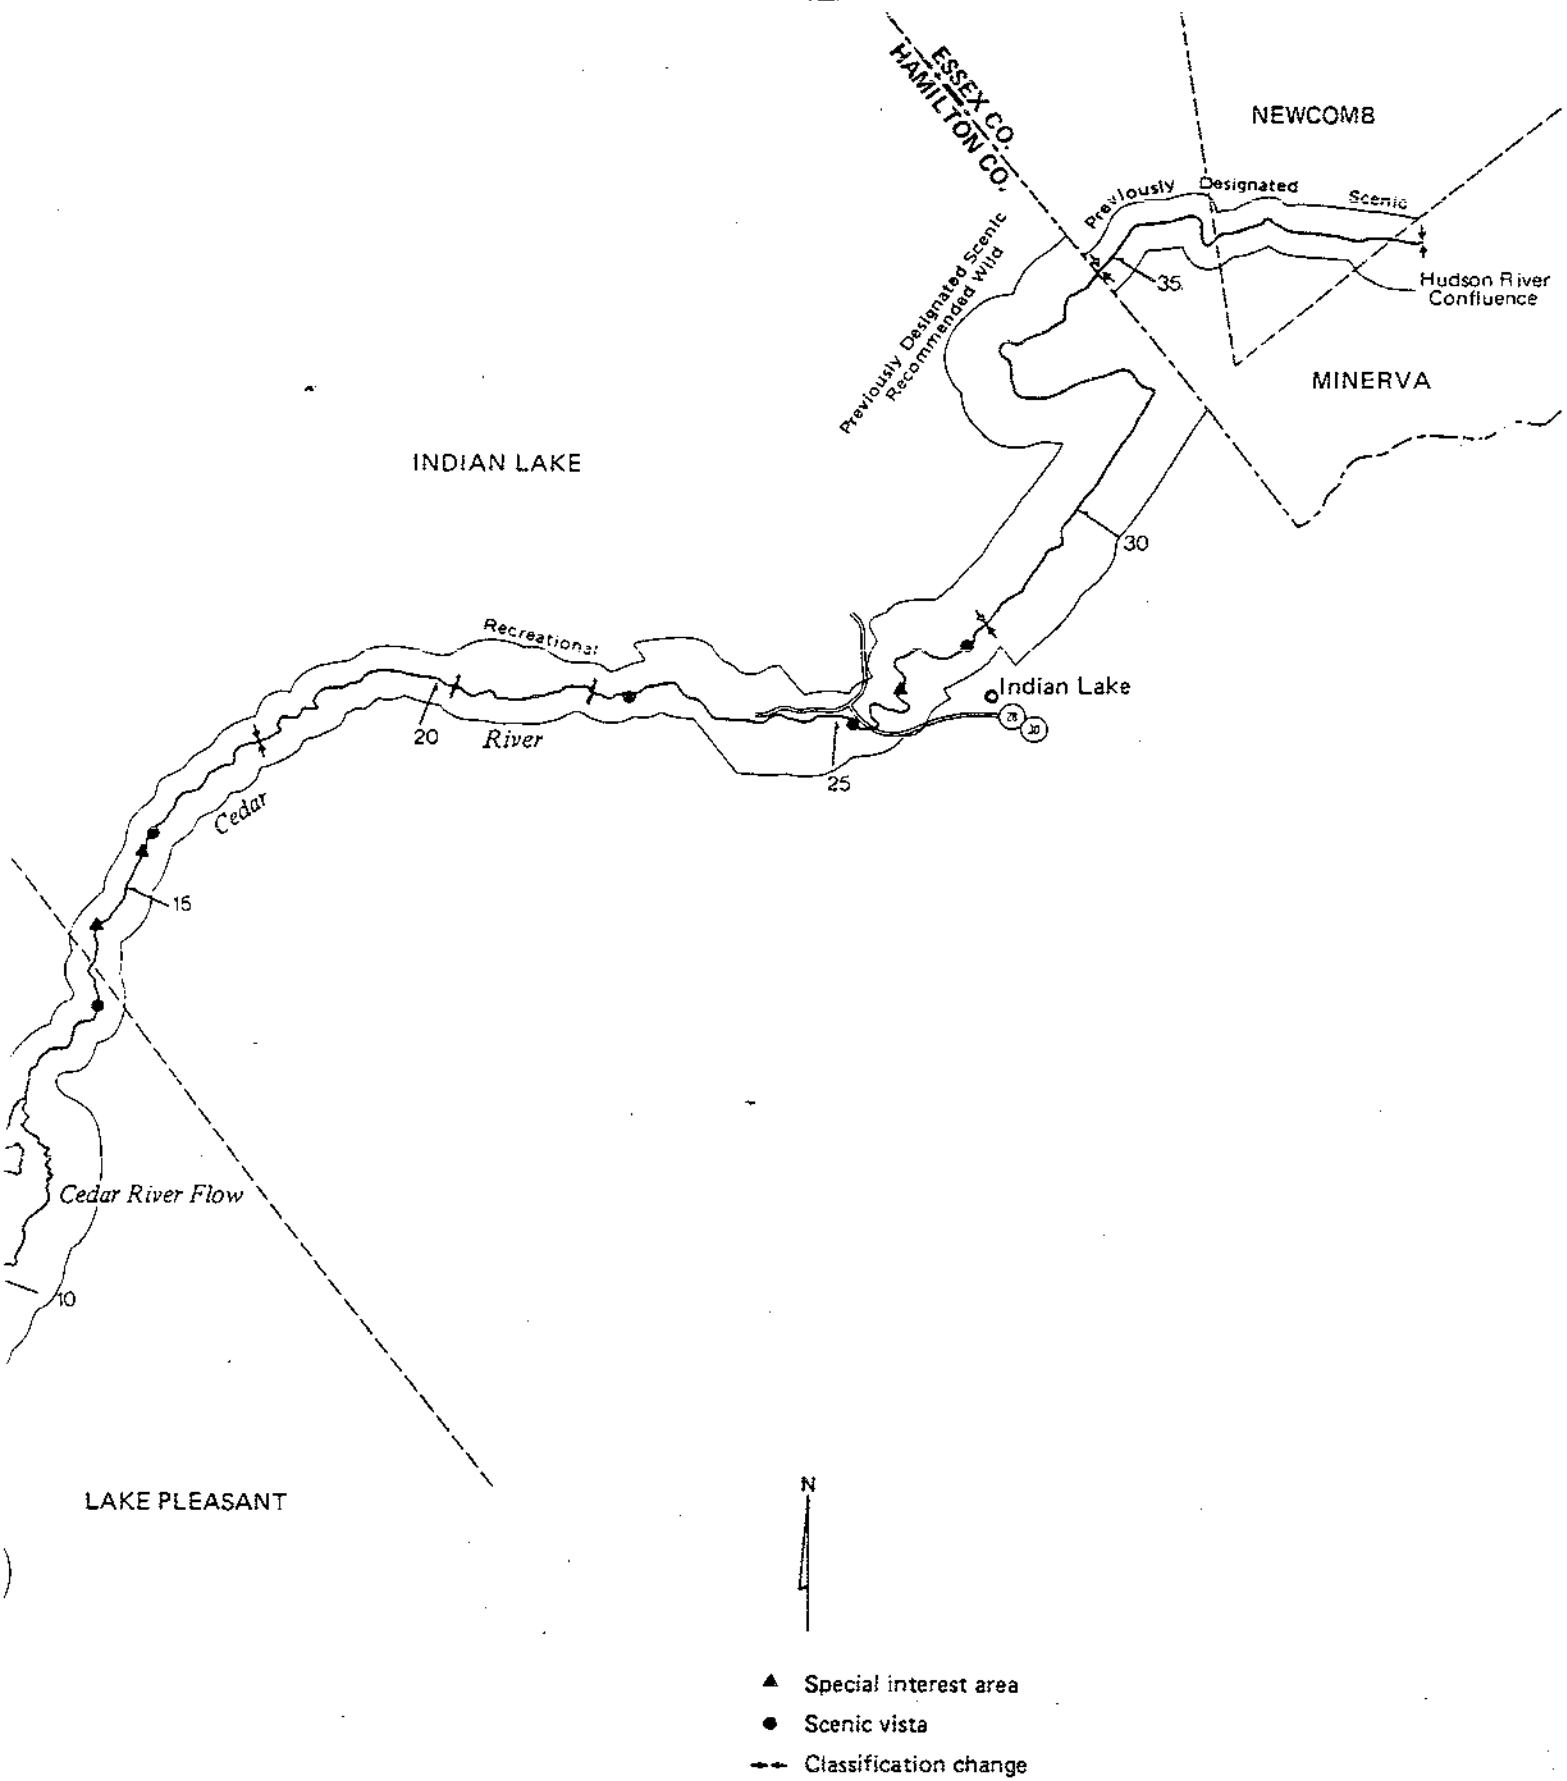 ESSEX CO.
HAMILTON CO.
NEWCOMB
Previously Designated Scenic
Previously Designated Scenic
Recommended Wild
35
Hudson River
Confluence
MINERVA
INDIAN LAKE
30
Recreational
Indian Lake
28
30
20
River
25
Cedar
15
Cedar River Flow
10
LAKE PLEASANT
N
▲ Special interest area
● Scenic vista
Classification change